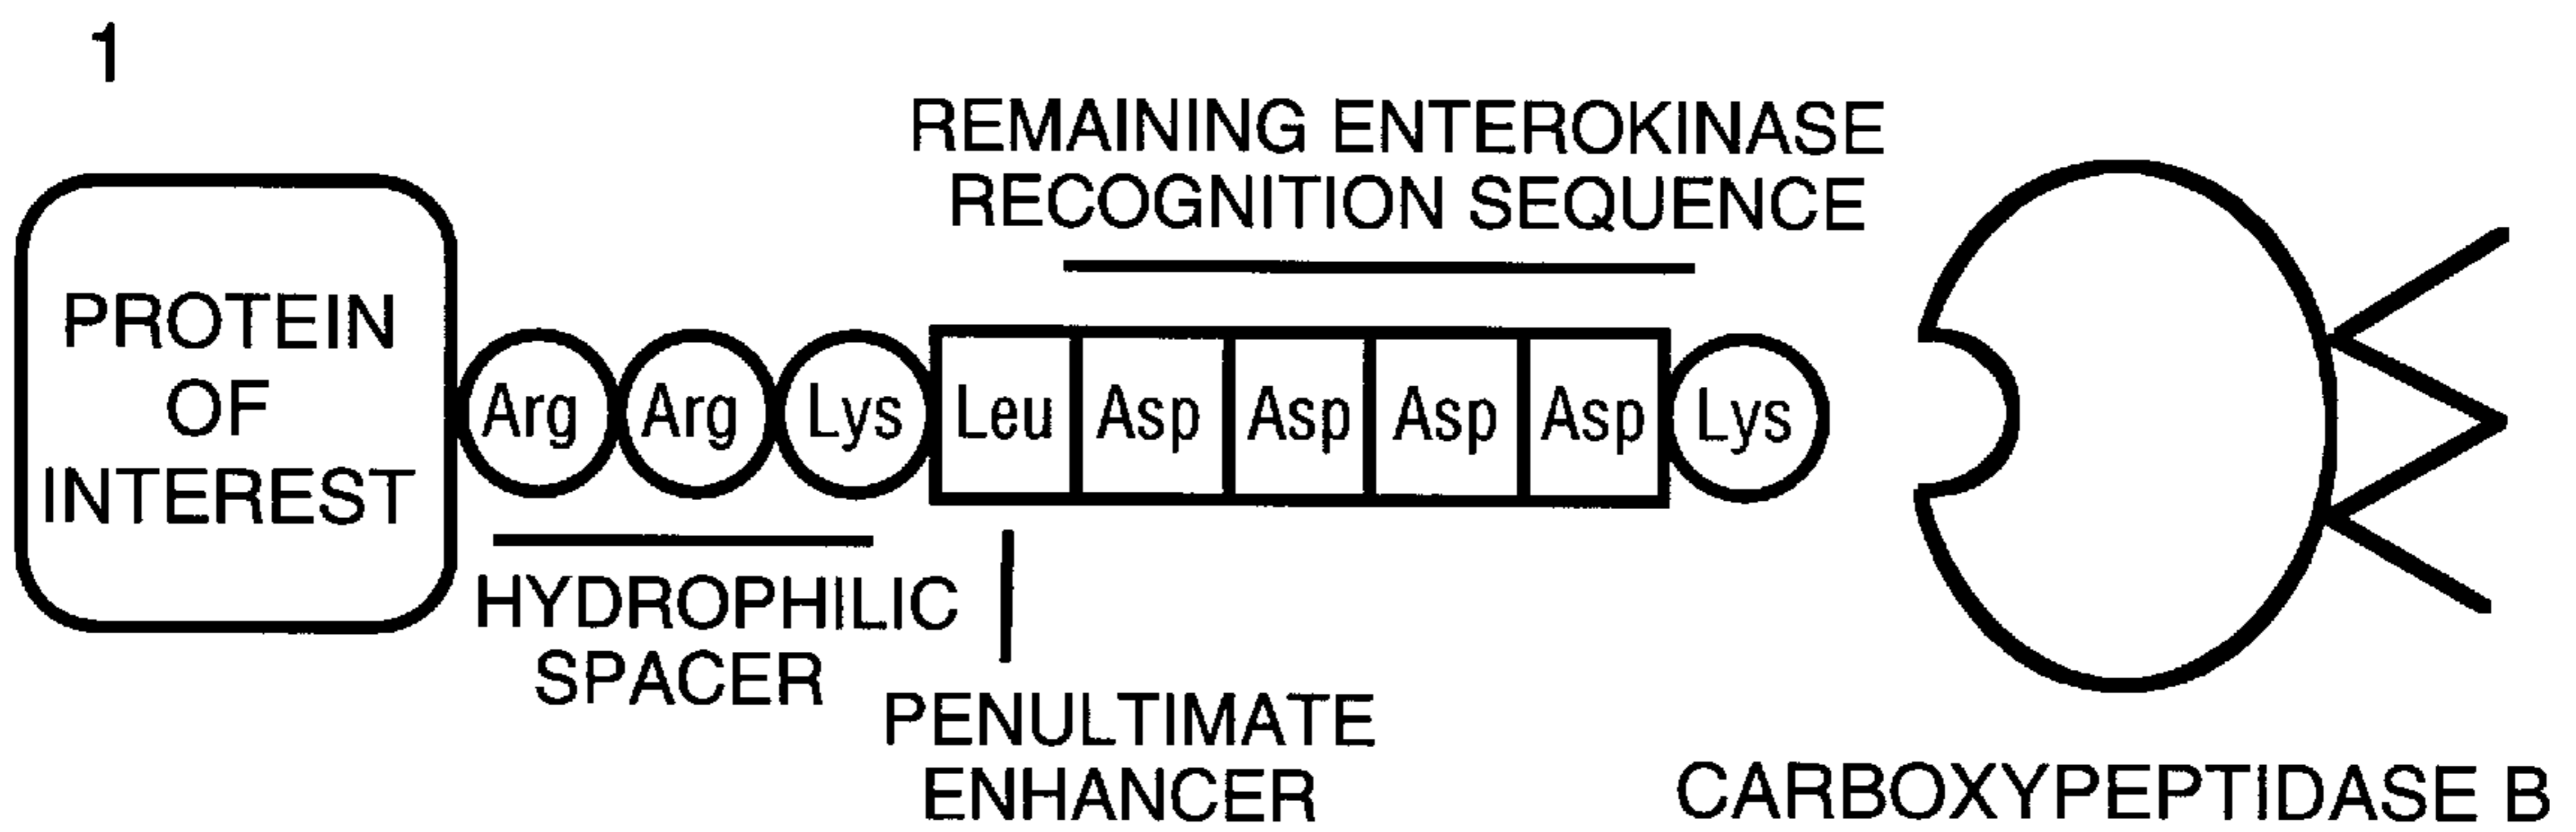 1
REMAINING ENTEROKINASE
RECOGNITION SEQUENCE
PROTEIN
OF
INTEREST
Arg Arg Lys Leu Asp Asp Asp Asp Lys
HYDROPHILIC
SPACER
PENULTIMATE
ENHANCER
CARBOXYPEPTIDASE B